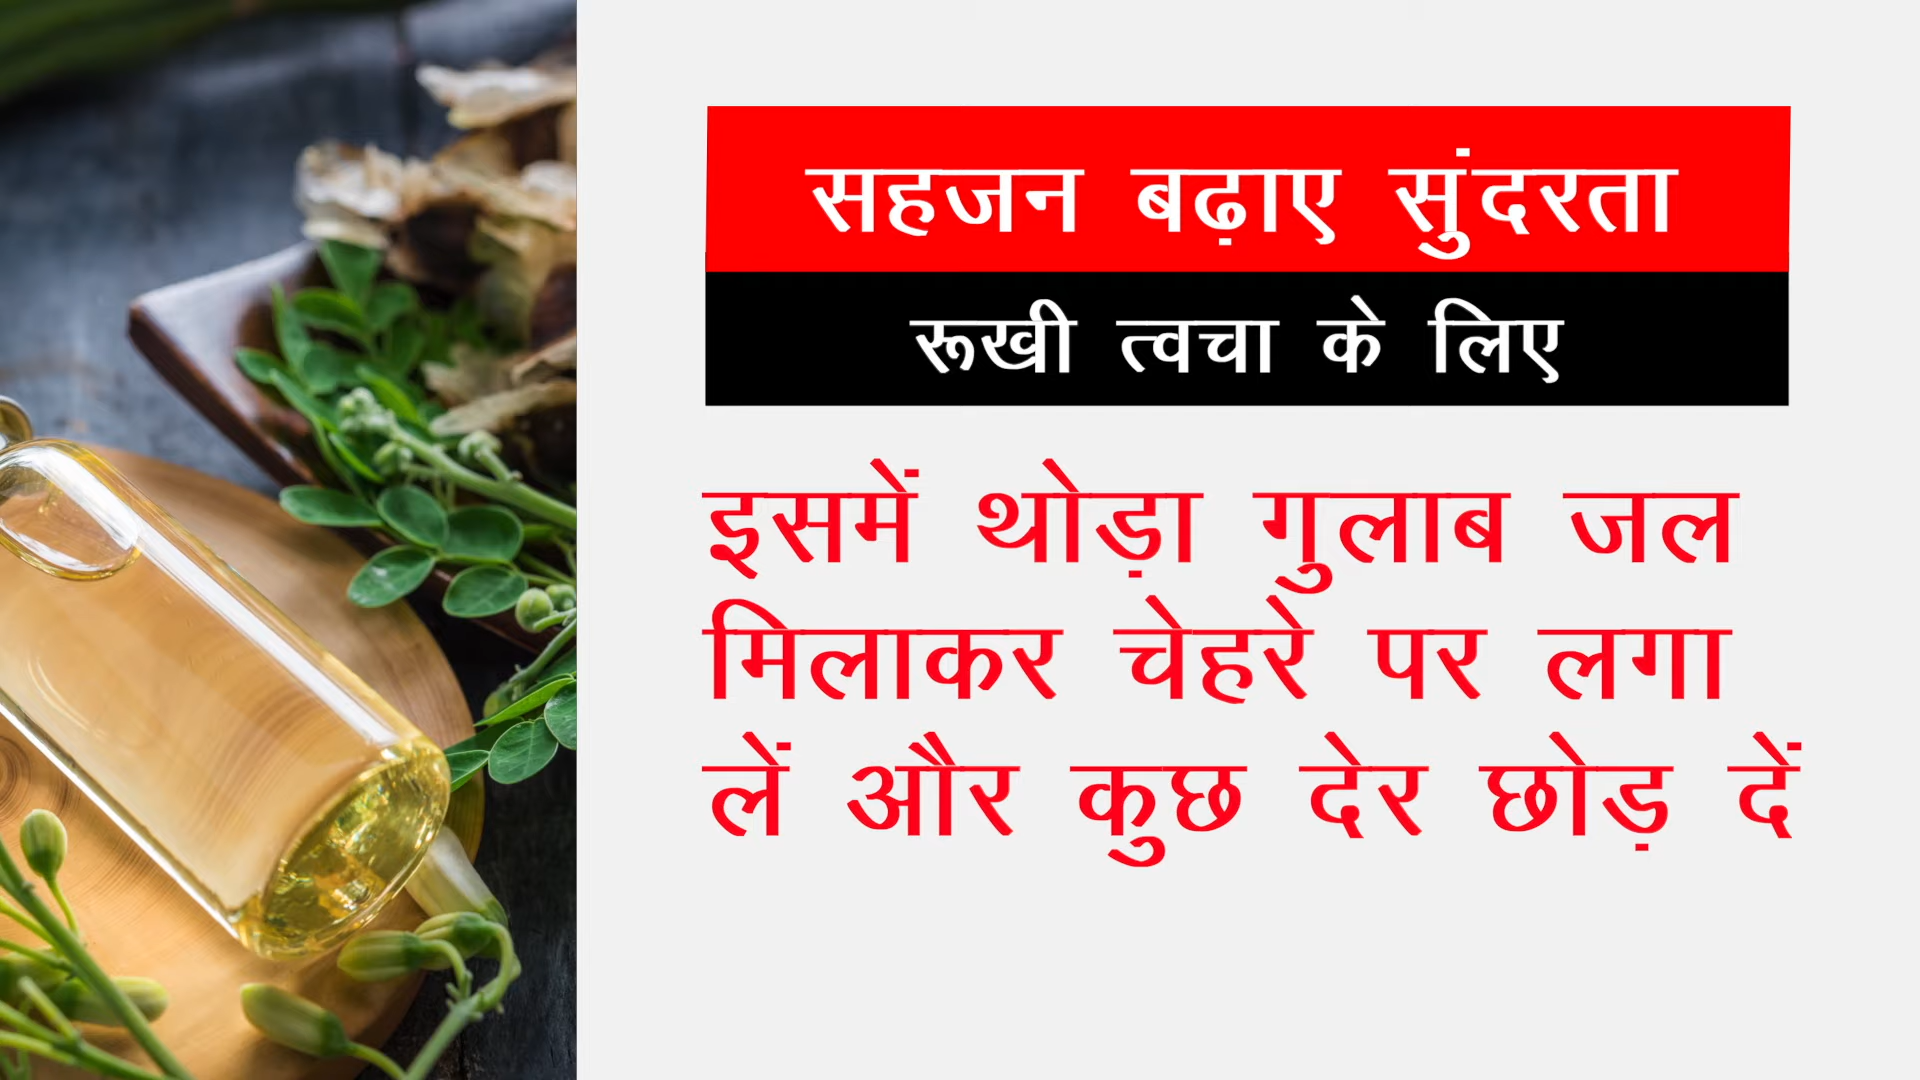 सहजन बढ़ाए सुंदरता
रूखी त्वचा के लिए
इसमें थोड़ा गुलाब जल
मिलाकर चेहरे पर लगा
लें और कुछ देर छोड़ दें